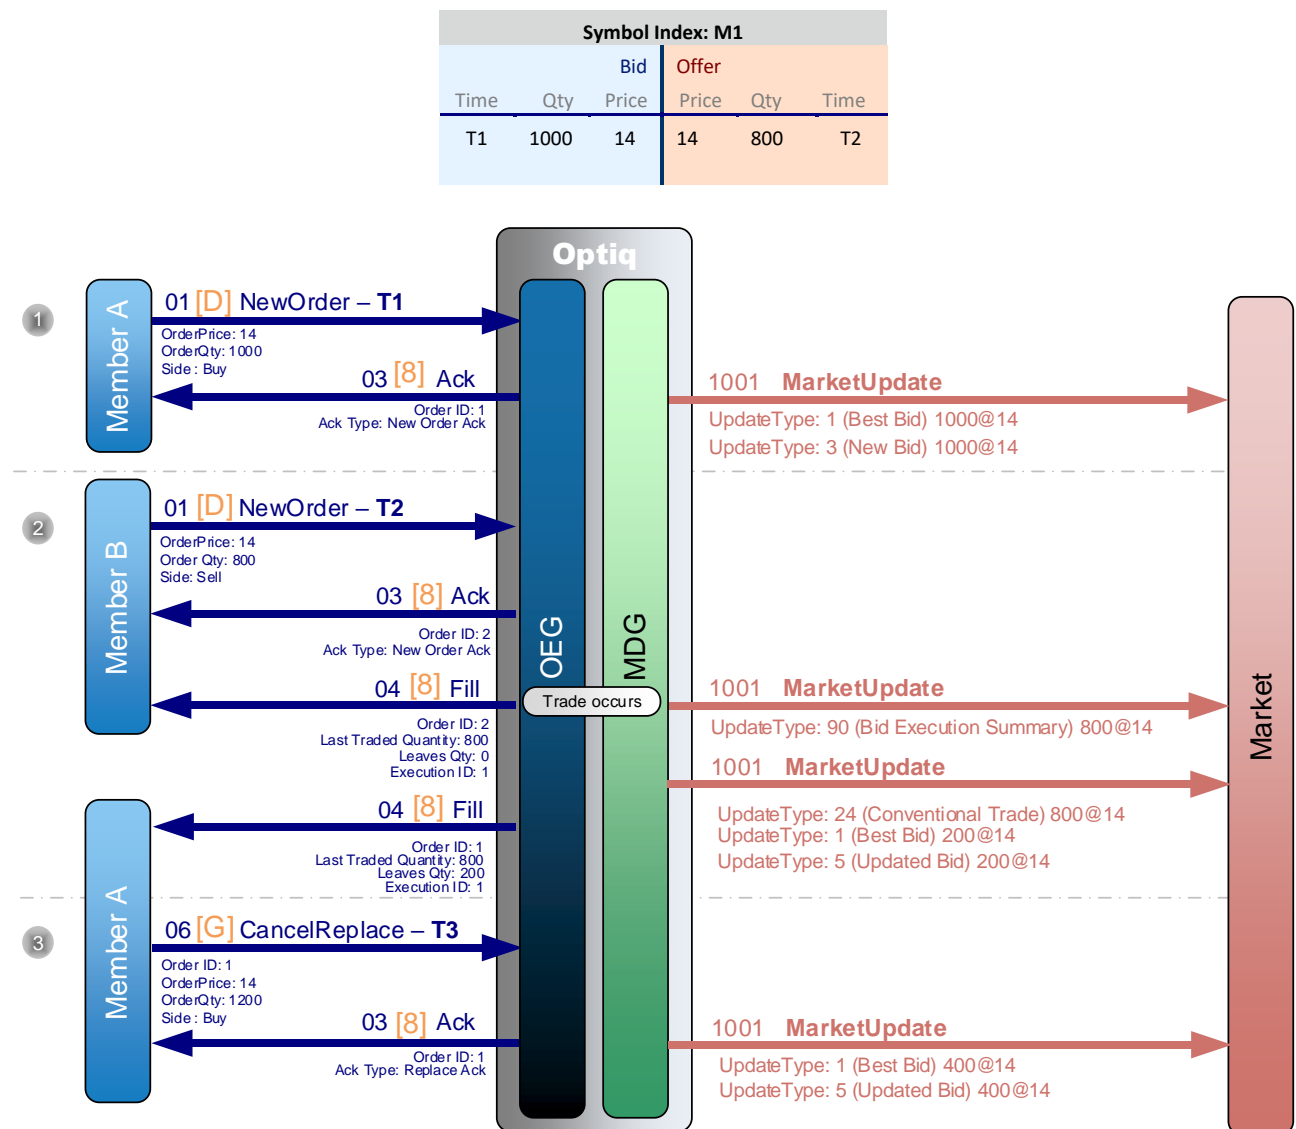 Symbol Index: M1
Bid Offer
Time Qty Price Price Qty Time
T1 1000 14 14 800 T2
Optiq
OEG
MDG
Market
1
Member A
01 [D] NewOrder – T1
OrderPrice: 14
OrderQty: 1000
Side : Buy
03 [8] Ack
Order ID: 1
Ack Type: New Order Ack
1001 MarketUpdate
UpdateType: 1 (Best Bid) 1000@14
UpdateType: 3 (New Bid) 1000@14
2
Member B
01 [D] NewOrder – T2
OrderPrice: 14
Order Qty: 800
Side: Sell
03 [8] Ack
Order ID: 2
Ack Type: New Order Ack
04 [8] Fill
Order ID: 2
Last Traded Quantity: 800
Leaves Qty: 0
Execution ID: 1
Trade occurs
1001 MarketUpdate
UpdateType: 90 (Bid Execution Summary) 800@14
1001 MarketUpdate
UpdateType: 24 (Conventional Trade) 800@14
UpdateType: 1 (Best Bid) 200@14
UpdateType: 5 (Updated Bid) 200@14
Member A
04 [8] Fill
Order ID: 1
Last Traded Quantity: 800
Leaves Qty: 200
Execution ID: 1
3
06 [G] CancelReplace – T3
Order ID: 1
OrderPrice: 14
OrderQty: 1200
Side : Buy
03 [8] Ack
Order ID: 1
Ack Type: Replace Ack
1001 MarketUpdate
UpdateType: 1 (Best Bid) 400@14
UpdateType: 5 (Updated Bid) 400@14